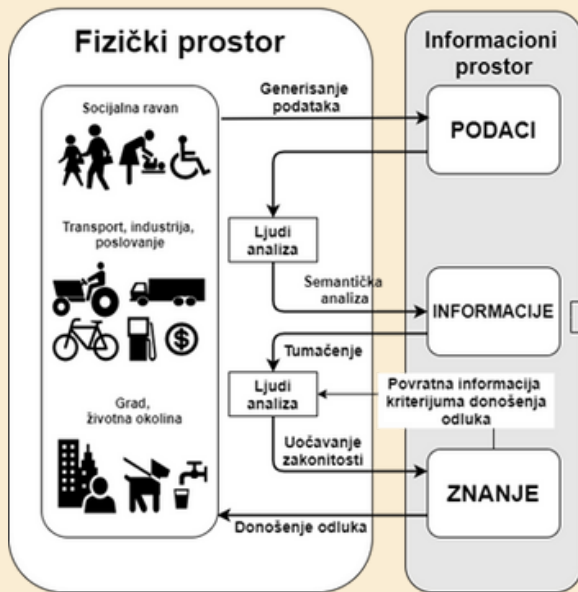 Fizički prostor
Socijalna ravan
Transport, industrija,
poslovanje
Grad,
životna okolina
Generisanje
podataka
Ljudi
analiza
Semantička
analiza
Tumačenje
Ljudi
analiza
Uočavanje
zakonitosti
Donošenje odluka
Informacioni
prostor
PODACI
INFORMACIJE
Povratna informacija
kriterijuma donošenja
odluka
ZNANJE